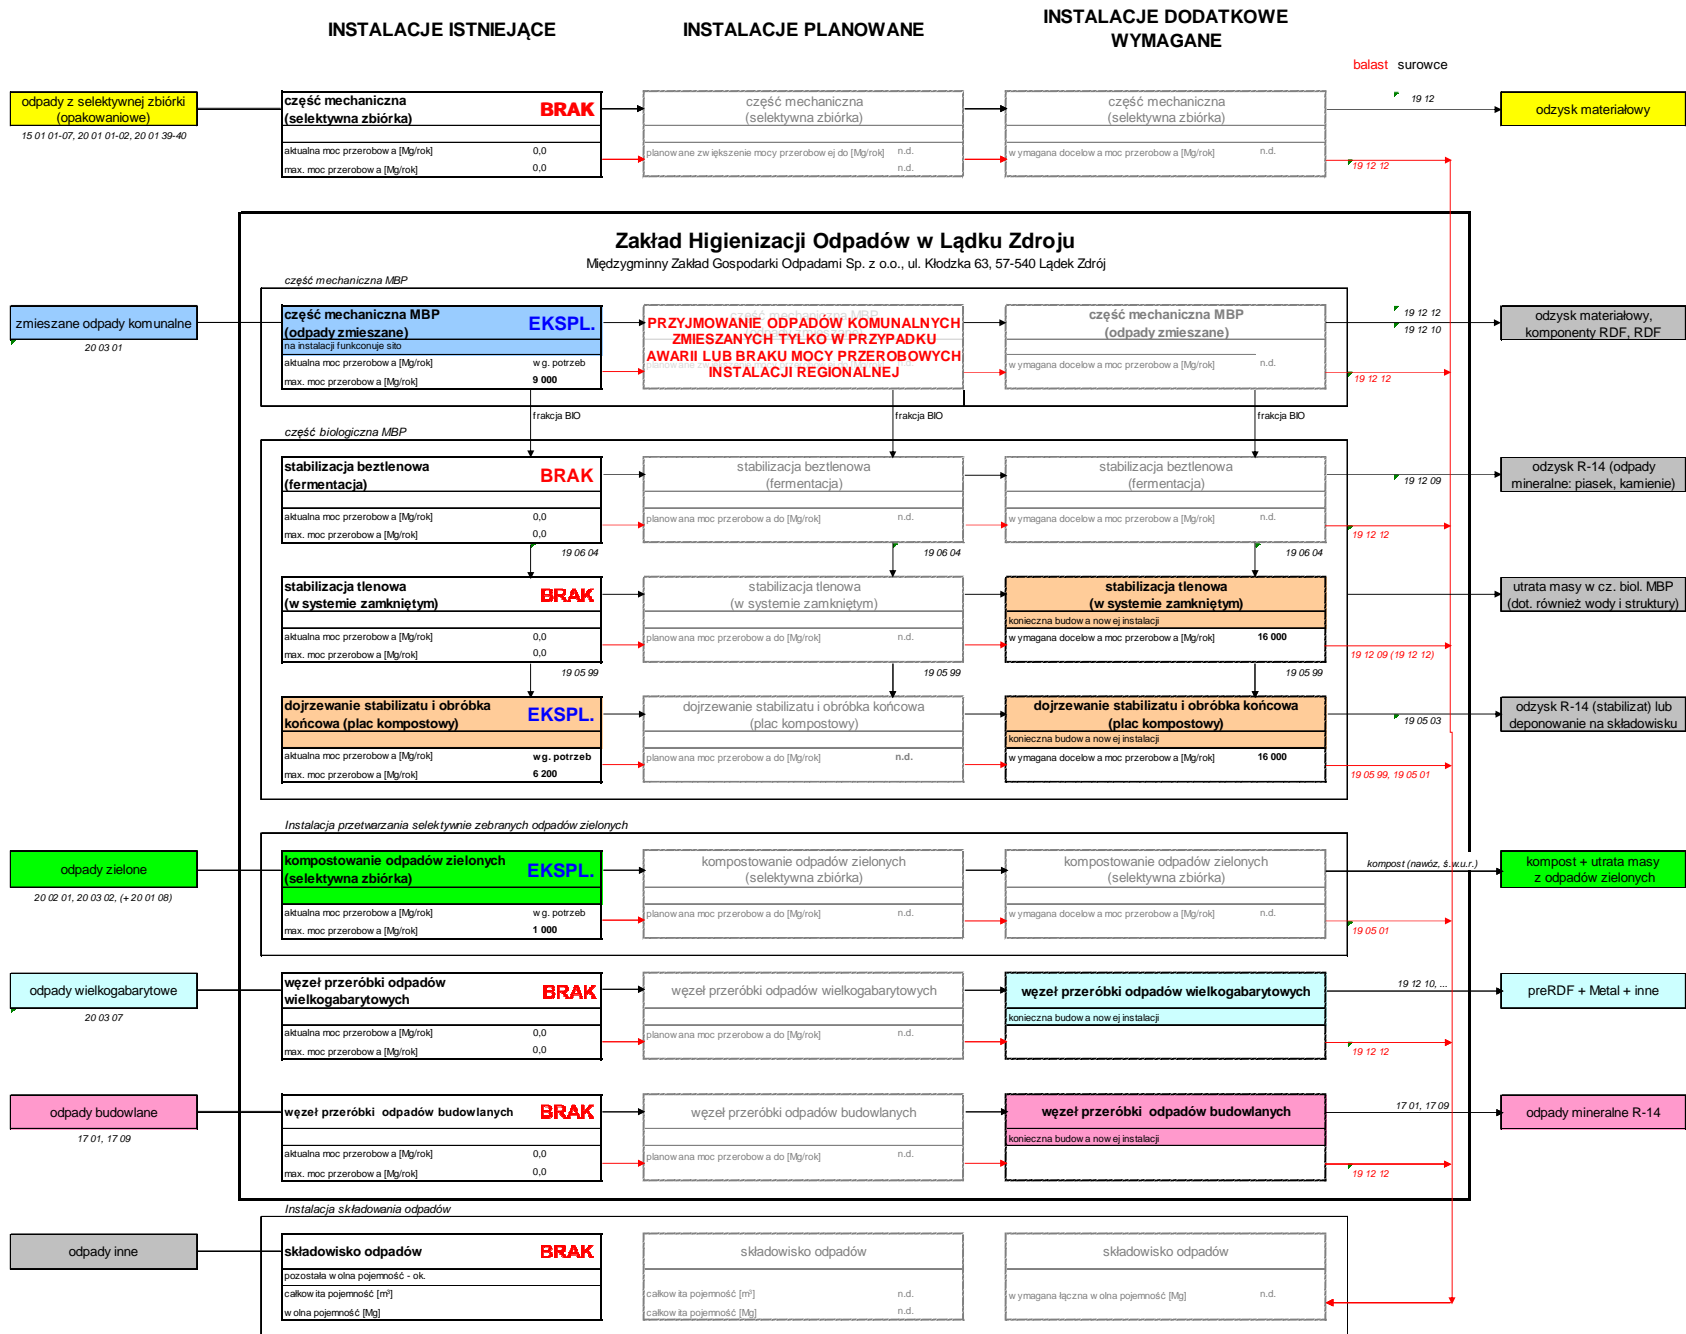 INSTALACJE ISTNIEJĄCE
INSTALACJE PLANOWANE
INSTALACJE DODATKOWE
WYMAGANE
balast surowce
odpady z selektywnej zbiórki
(opakowaniowe)
15 01 01-07, 20 01 01-02, 20 01 39-40
część mechaniczna
(selektywna zbiórka)
BRAK
aktualna moc przerobowa [Mg/rok] 0,0
max. moc przerobowa [Mg/rok] 0,0
część mechaniczna
(selektywna zbiórka)
planowane zwiększenie mocy przerobowej do [Mg/rok] n.d.
n.d.
część mechaniczna
(selektywna zbiórka)
wymagana docelowa moc przerobowa [Mg/rok] n.d.
19 12
19 12 12
odzysk materiałowy
Zakład Higienizacji Odpadów w Lądku Zdroju
Międzygminny Zakład Gospodarki Odpadami Sp. z o.o., ul. Kłodzka 63, 57-540 Lądek Zdrój
część mechaniczna MBP
zmieszane odpady komunalne
20 03 01
część mechaniczna MBP
(odpady zmieszane)
EKSPL.
na instalacji funkconuje sito
aktualna moc przerobowa [Mg/rok] wg. potrzeb
max. moc przerobowa [Mg/rok] 9 000
część mechaniczna MBP
PRZYJMOWANIE ODPADÓW KOMUNALNYCH
ZMIESZANYCH TYLKO W PRZYPADKU
AWARII LUB BRAKU MOCY PRZEROBOWYCH
INSTALACJI REGIONALNEJ
część mechaniczna MBP
(odpady zmieszane)
wymagana docelowa moc przerobowa [Mg/rok] n.d.
19 12 12
19 12 10
19 12 12
odzysk materiałowy,
komponenty RDF, RDF
frakcja BIO
frakcja BIO
frakcja BIO
część biologiczna MBP
stabilizacja beztlenowa
(fermentacja)
BRAK
aktualna moc przerobowa [Mg/rok] 0,0
max. moc przerobowa [Mg/rok] 0,0
stabilizacja beztlenowa
(fermentacja)
planowana moc przerobowa do [Mg/rok] n.d.
stabilizacja beztlenowa
(fermentacja)
wymagana docelowa moc przerobowa [Mg/rok] n.d.
19 12 09
19 12 12
odzysk R-14 (odpady
mineralne: piasek, kamienie)
19 06 04
19 06 04
19 06 04
stabilizacja tlenowa
(w systemie zamkniętym)
BRAK
aktualna moc przerobowa [Mg/rok] 0,0
max. moc przerobowa [Mg/rok] 0,0
stabilizacja tlenowa
(w systemie zamkniętym)
planowana moc przerobowa do [Mg/rok] n.d.
stabilizacja tlenowa
(w systemie zamkniętym)
konieczna budowa nowej instalacji
wymagana docelowa moc przerobowa [Mg/rok] 16 000
19 12 09 (19 12 12)
utrata masy w cz. biol. MBP
(dot. również wody i struktury)
19 05 99
19 05 99
19 05 99
dojrzewanie stabilizatu i obróbka
końcowa (plac kompostowy)
EKSPL.
aktualna moc przerobowa [Mg/rok] wg. potrzeb
max. moc przerobowa [Mg/rok] 6 200
dojrzewanie stabilizatu i obróbka końcowa
(plac kompostowy)
planowana moc przerobowa do [Mg/rok] n.d.
dojrzewanie stabilizatu i obróbka końcowa
(plac kompostowy)
konieczna budowa nowej instalacji
wymagana docelowa moc przerobowa [Mg/rok] 16 000
19 05 03
19 05 99, 19 05 01
odzysk R-14 (stabilizat) lub
deponowanie na składowisku
Instalacja przetwarzania selektywnie zebranych odpadów zielonych
odpady zielone
20 02 01, 20 03 02, (+ 20 01 08)
kompostowanie odpadów zielonych
(selektywna zbiórka)
EKSPL.
aktualna moc przerobowa [Mg/rok] wg. potrzeb
max. moc przerobowa [Mg/rok] 1 000
kompostowanie odpadów zielonych
(selektywna zbiórka)
planowana moc przerobowa do [Mg/rok] n.d.
kompostowanie odpadów zielonych
(selektywna zbiórka)
wymagana docelowa moc przerobowa [Mg/rok] n.d.
kompost (nawóz, ś.w.u.r.)
19 05 01
kompost + utrata masy
z odpadów zielonych
odpady wielkogabarytowe
20 03 07
węzeł przeróbki odpadów
wielkogabarytowych
BRAK
aktualna moc przerobowa [Mg/rok] 0,0
max. moc przerobowa [Mg/rok] 0,0
węzeł przeróbki odpadów wielkogabarytowych
planowana moc przerobowa do [Mg/rok] n.d.
węzeł przeróbki odpadów wielkogabarytowych
konieczna budowa nowej instalacji
19 12 10, ...
19 12 12
preRDF + Metal + inne
odpady budowlane
17 01, 17 09
węzeł przeróbki odpadów budowlanych
BRAK
aktualna moc przerobowa [Mg/rok] 0,0
max. moc przerobowa [Mg/rok] 0,0
węzeł przeróbki odpadów budowlanych
planowana moc przerobowa do [Mg/rok] n.d.
węzeł przeróbki odpadów budowlanych
konieczna budowa nowej instalacji
17 01, 17 09
19 12 12
odpady mineralne R-14
Instalacja składowania odpadów
odpady inne
składowisko odpadów
BRAK
pozostała wolna pojemność - ok.
całkowita pojemność [m³]
wolna pojemność [Mg]
składowisko odpadów
całkowita pojemność [m³] n.d.
całkowita pojemność [Mg] n.d.
składowisko odpadów
wymagana łączna wolna pojemność [Mg] n.d.